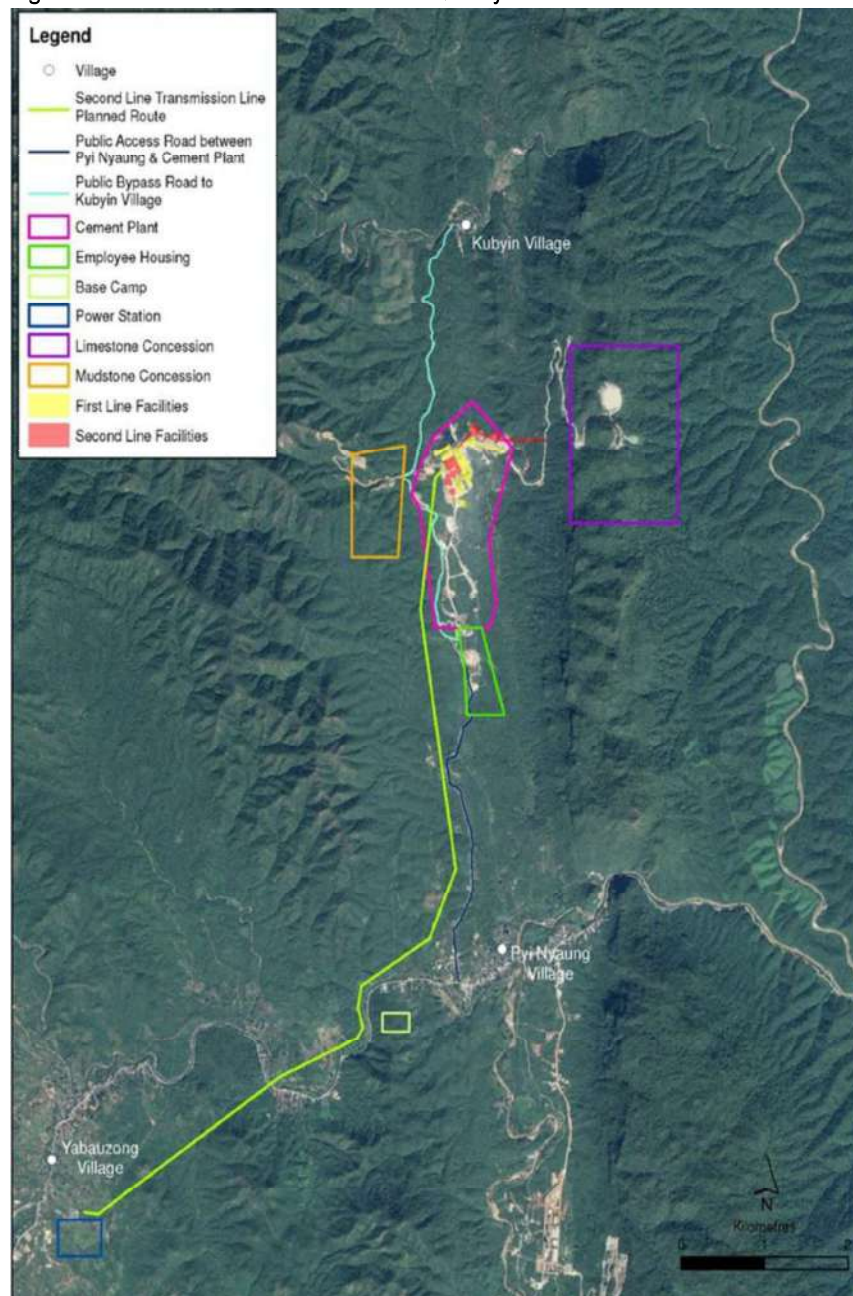 Legend
Village
Second Line Transmission Line
Planned Route
Public Access Road between
Pyi Nyaung & Cement Plant
Public Bypass Road to
Kubyin Village
Cement Plant
Employee Housing
Base Camp
Power Station
Limestone Concession
Mudstone Concession
First Line Facilities
Second Line Facilities
Kubyin Village
Pyi Nyaung
Village
Yabauzong
Village
N
Kilometres
0 1 2